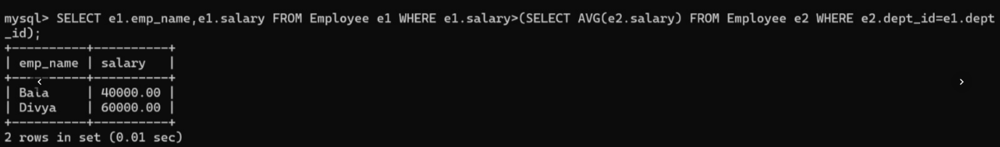 mysql> SELECT e1.emp_name,e1.salary FROM Employee e1 WHERE e1.salary>(SELECT AVG(e2.salary) FROM Employee e2 WHERE e2.dept_id=e1.dept
_id);
+----------+----------+
| emp_name | salary   |
+----------+----------+
| Bala     | 40000.00 |
| Divya    | 60000.00 |
+----------+----------+
2 rows in set (0.01 sec)